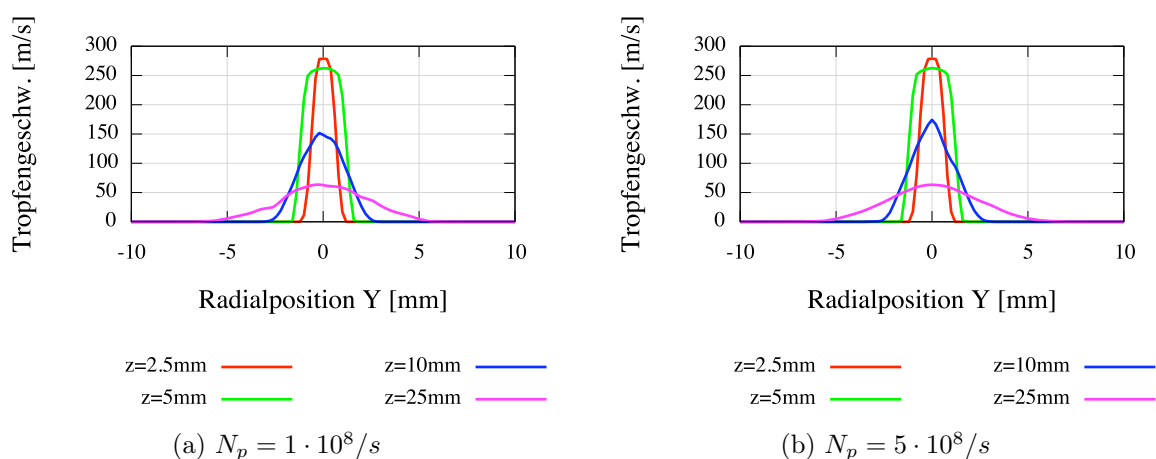 Tropfengeschw. [m/s]
300
250
200
150
100
50
0
-10 -5 0 5 10
Radialposition Y [mm]
z=2.5mm z=10mm
z=5mm z=25mm
(a) N_p = 1 · 10^8/s
Tropfengeschw. [m/s]
300
250
200
150
100
50
0
-10 -5 0 5 10
Radialposition Y [mm]
z=2.5mm z=10mm
z=5mm z=25mm
(b) N_p = 5 · 10^8/s